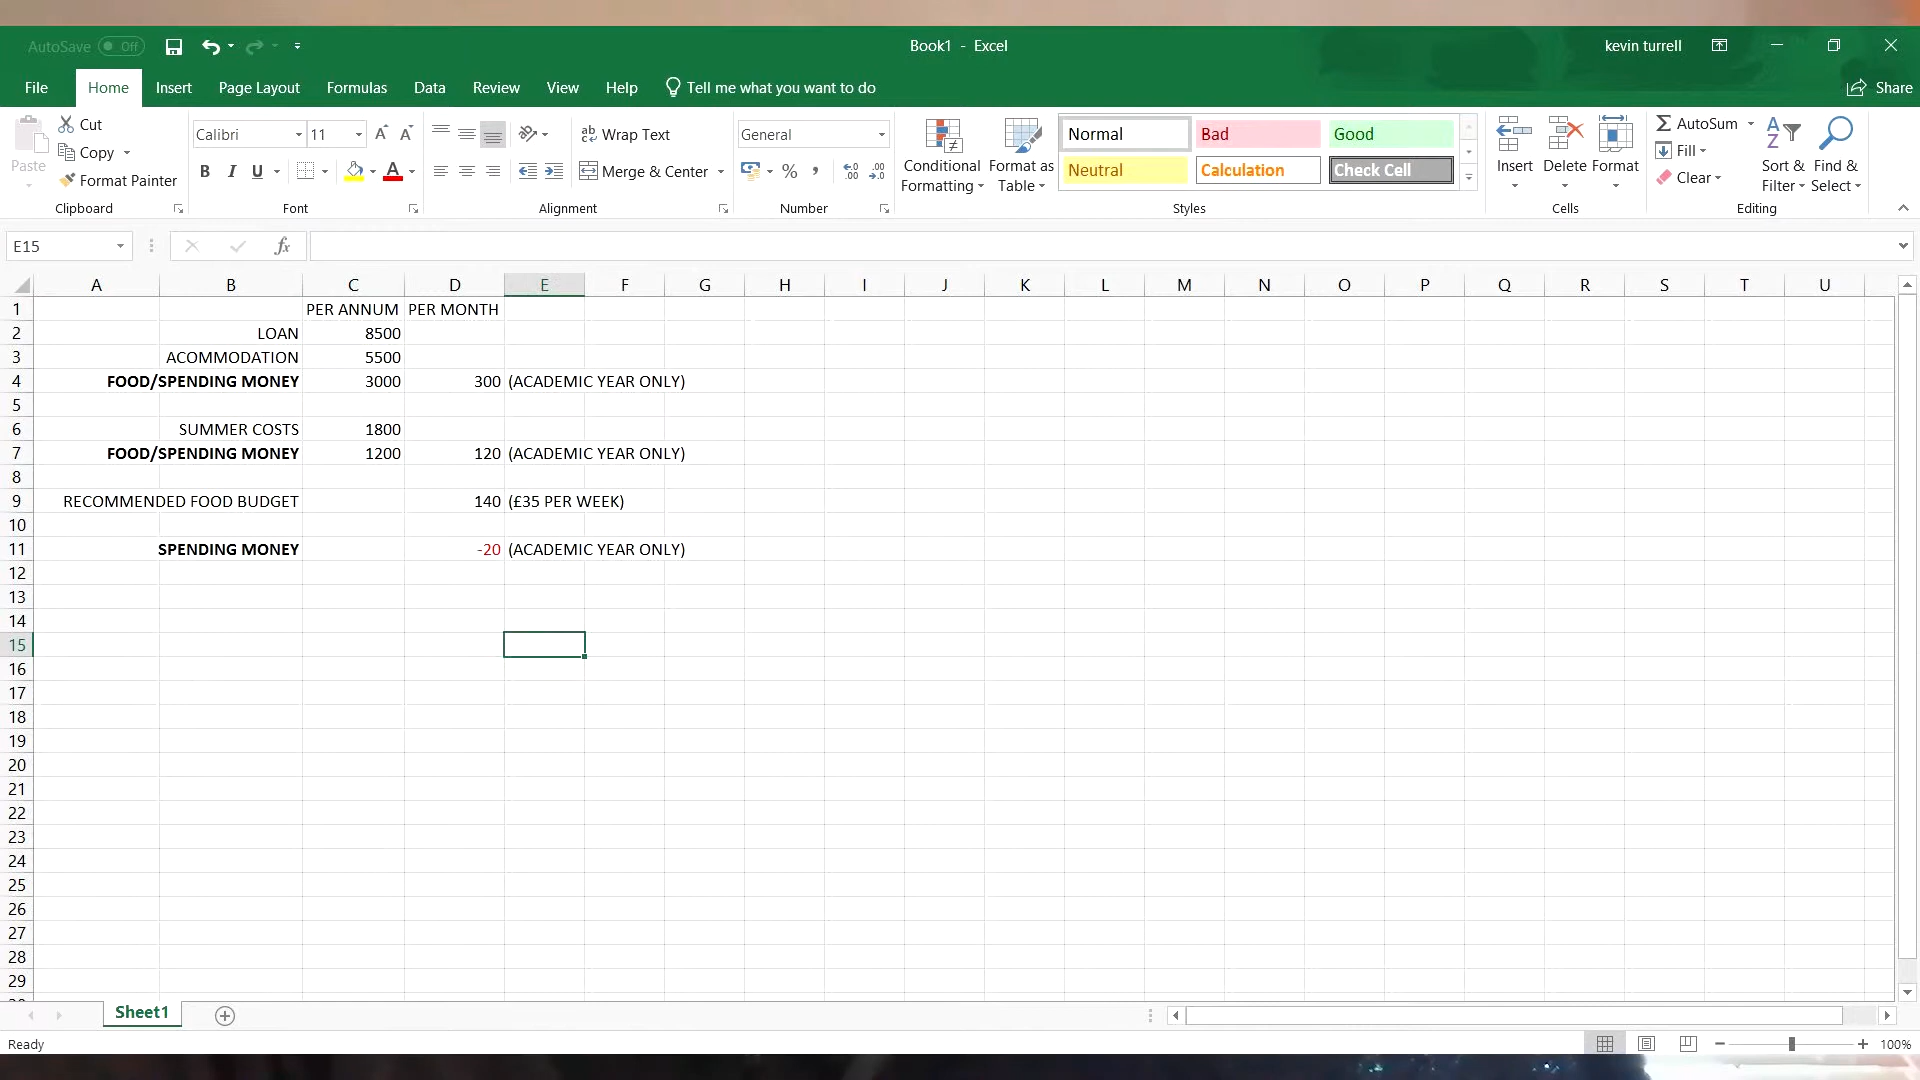 AutoSave Off
Book1 - Excel
kevin turrell
File Home Insert Page Layout Formulas Data Review View Help Tell me what you want to do Share
Paste
Cut
Copy
Format Painter
Clipboard
Calibri 11
B I U
Font
Wrap Text
Merge & Center
Alignment
General
%
Number
Conditional Formatting
Format as Table
Normal Bad Good
Neutral Calculation Check Cell
Styles
Insert Delete Format
Cells
AutoSum
Fill
Clear
Sort & Filter
Find & Select
Editing
E15
fx
A B C D E F G H I J K L M N O P Q R S T U
1 PER ANNUM PER MONTH
2 LOAN 8500
3 ACOMMODATION 5500
4 FOOD/SPENDING MONEY 3000 300 (ACADEMIC YEAR ONLY)
5
6 SUMMER COSTS 1800
7 FOOD/SPENDING MONEY 1200 120 (ACADEMIC YEAR ONLY)
8
9 RECOMMENDED FOOD BUDGET 140 (£35 PER WEEK)
10
11 SPENDING MONEY -20 (ACADEMIC YEAR ONLY)
12
13
14
15
16
17
18
19
20
21
22
23
24
25
26
27
28
29
Sheet1
Ready
100%